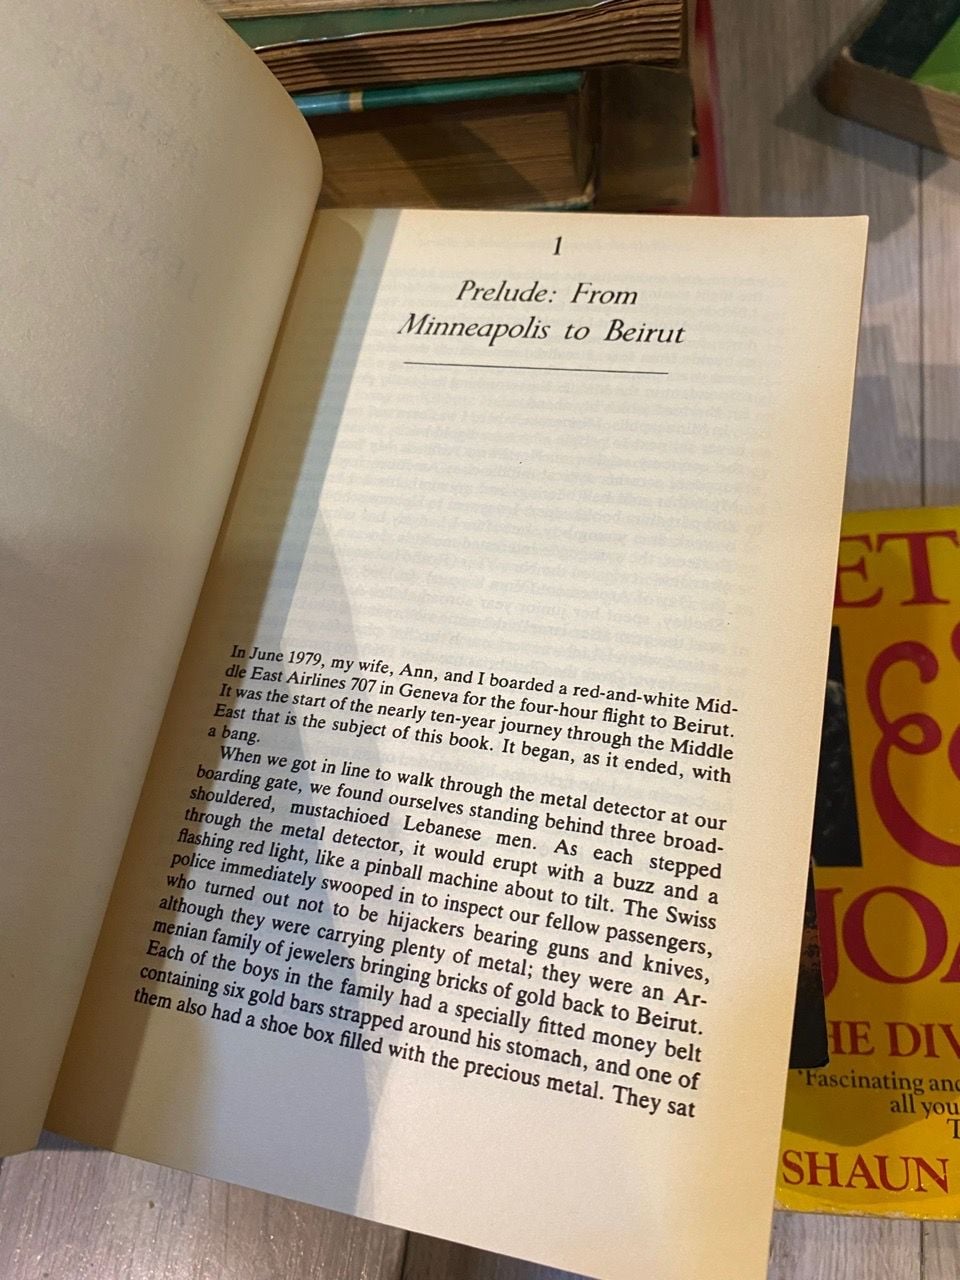 1
Prelude: From
Minneapolis to Beirut
In June 1979, my wife, Ann, and I boarded a red-and-white Mid-
dle East Airlines 707 in Geneva for the four-hour flight to Beirut.
It was the start of the nearly ten-year journey through the Middle
East that is the subject of this book. It began, as it ended, with
a bang.
When we got in line to walk through the metal detector at our
boarding gate, we found ourselves standing behind three broad-
shouldered, mustachioed Lebanese men. As each stepped
through the metal detector, it would erupt with a buzz and a
flashing red light, like a pinball machine about to tilt. The Swiss
police immediately swooped in to inspect our fellow passengers,
who turned out not to be hijackers bearing guns and knives,
although they were carrying plenty of metal; they were an Ar-
menian family of jewelers bringing bricks of gold back to Beirut.
Each of the boys in the family had a specially fitted money belt
containing six gold bars strapped around his stomach, and one of
them also had a shoe box filled with the precious metal. They sat
ET
&
JOA
HE DIV
'Fascinating and
all you
T
SHAUN